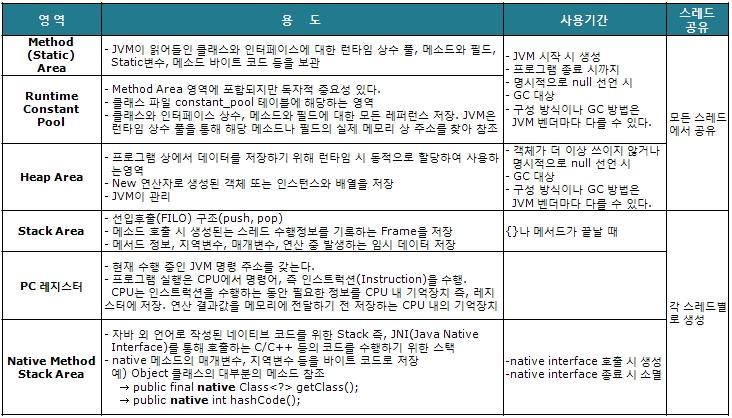 영 역
용 도
사용기간
스레드
공유
Method
(Static)
Area
- JVM이 읽어들인 클래스와 인터페이스에 대한 런타임 상수 풀, 메소드와 필드,
Static변수, 메소드 바이트 코드 등을 보관
- JVM 시작 시 생성
- 프로그램 종료 시까지
- 명시적으로 null 선언 시
- GC 대상
- 구성 방식이나 GC 방법은
JVM 벤더마다 다를 수 있다.
모든 스레드
에서 공유
Runtime
Constant
Pool
- Method Area 영역에 포함되지만 독자적 중요성이 있다.
- 클래스 파일 constant_pool 테이블에 해당하는 영역
- 클래스와 인터페이스 상수, 메소드와 필드에 대한 모든 레퍼런스 저장. JVM은
런타임 상수 풀을 통해 해당 메소드나 필드의 실제 메모리 상 주소를 찾아 참조
Heap Area
- 프로그램 상에서 데이터를 저장하기 위해 런타임 시 동적으로 할당하여 사용하
는영역
- New 연산자로 생성된 객체 또는 인스턴스와 배열을 저장
- JVM이 관리
- 객체가 더 이상 쓰이지 않거나
명시적으로 null 선언 시
- GC 대상
- 구성 방식이나 GC 방법은
JVM 벤더마다 다를 수 있다.
Stack Area
- 선입후출(FILO) 구조(push, pop)
- 메소드 호출 시 생성되는 스레드 수행정보를 기록하는 Frame을 저장
- 메서드 정보, 지역변수, 매개변수, 연산 중 발생하는 임시 데이터 저장
{}나 메서드가 끝날 때
각 스레드별
로 생성
PC 레지스터
- 현재 수행 중인 JVM 명령 주소를 갖는다.
- 프로그램 실행은 CPU에서 명령어, 즉 인스트럭션(Instruction)을 수행.
CPU는 인스트럭션을 수행하는 동안 필요한 정보를 CPU 내 기억장치 즉, 레지
스터에 저장. 연산 결과값을 메모리에 전달하기 전 저장하는 CPU 내의 기억장치
Native Method
Stack Area
- 자바 외 언어로 작성된 네이티브 코드를 위한 Stack 즉, JNI(Java Native
Interface)를 통해 호출하는 C/C++ 등의 코드를 수행하기 위한 스택
- native 메소드의 매개변수, 지역변수 등을 바이트 코드로 저장
예) Object 클래스의 대부분의 메소드 참조
→ public final native Class<?> getClass();
→ public native int hashCode();
-native interface 호출 시 생성
-native interface 종료 시 소멸